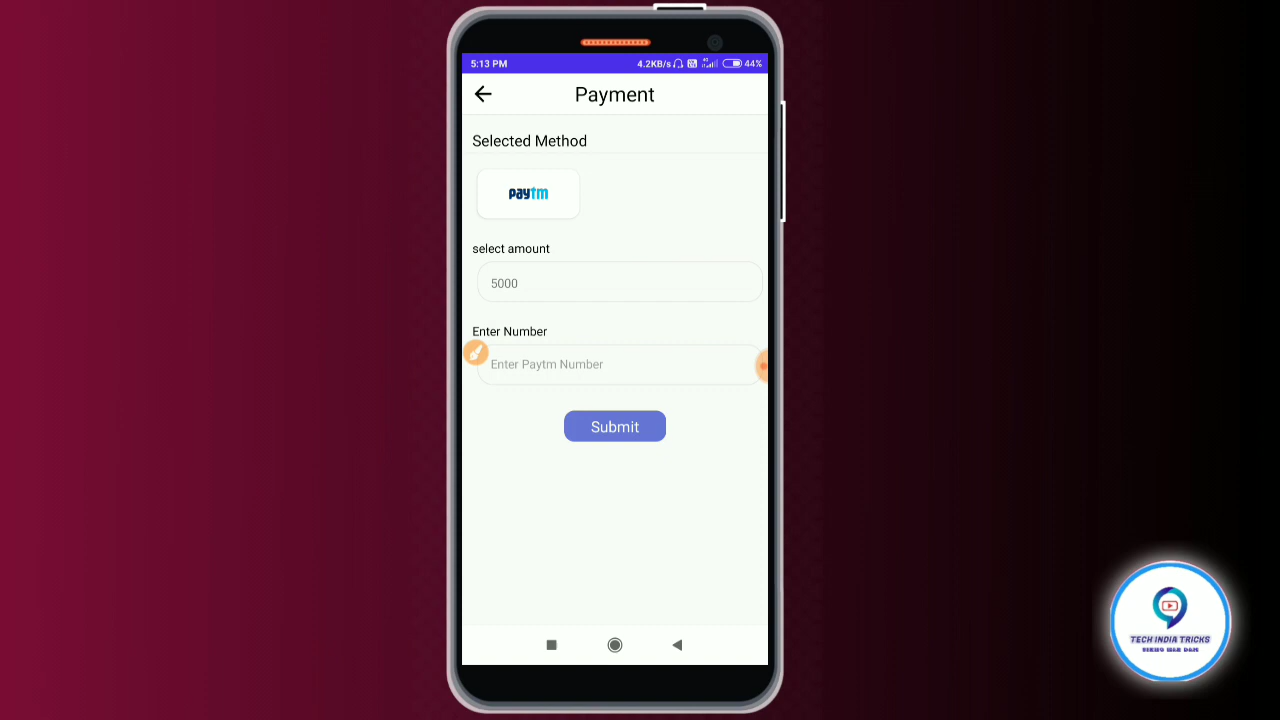 5:13 PM
4.2KB/s
44%
Payment
Selected Method
paytm
select amount
5000
Enter Number
Enter Paytm Number
Submit
TECH INDIA TRICKS